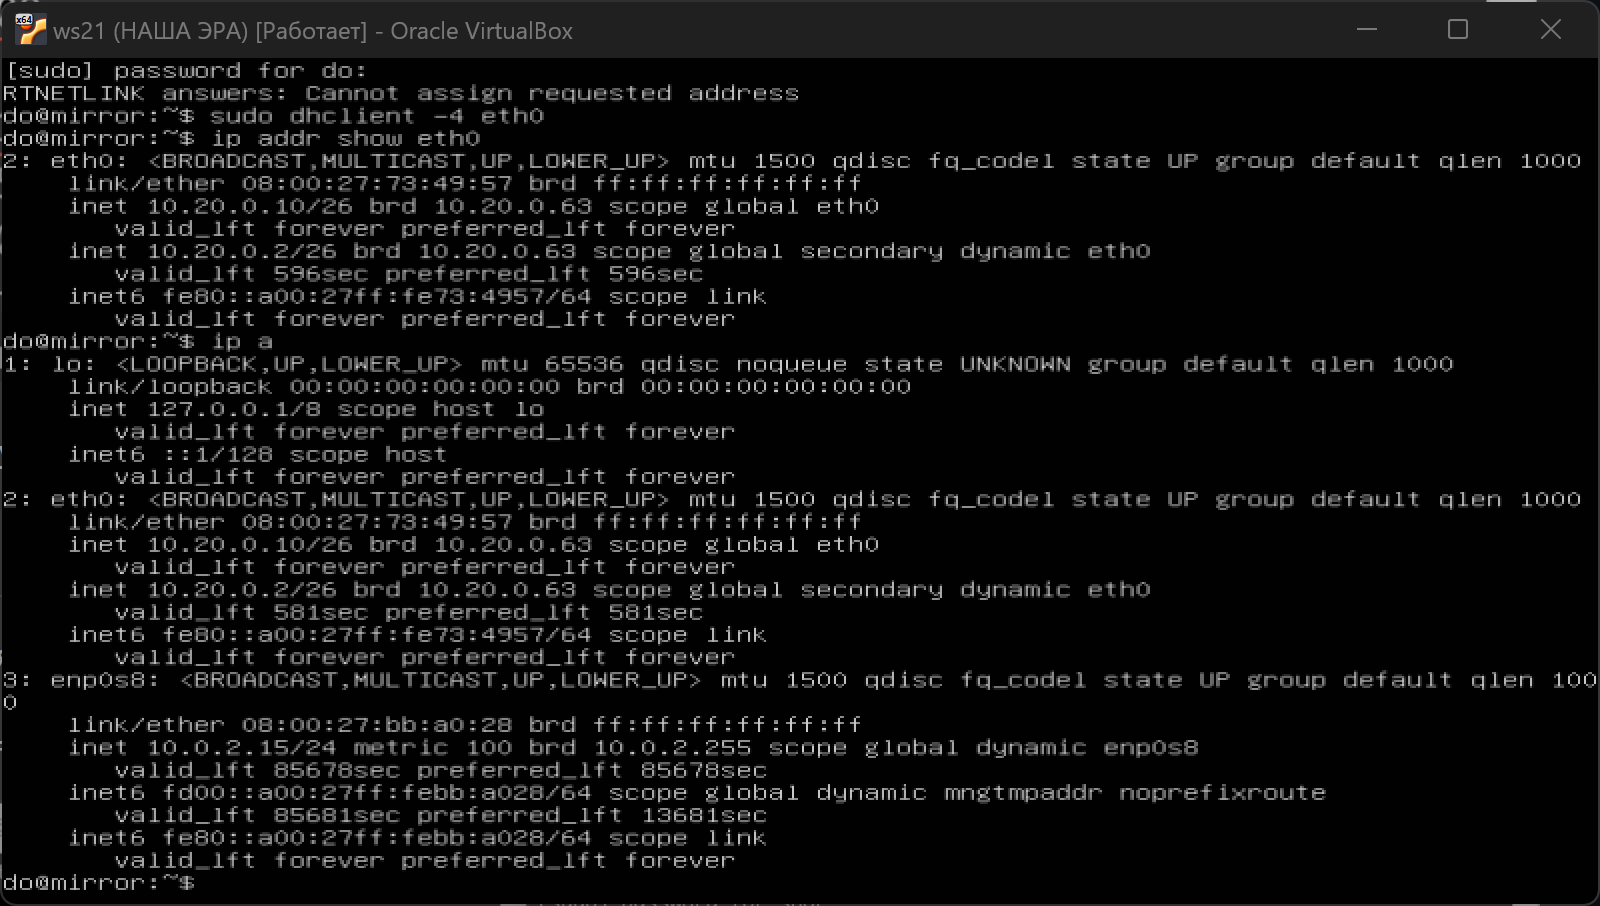 ws21 (НАША ЭРА) [Работает] - Oracle VirtualBox
[sudo] password for do:
RTNETLINK answers: Cannot assign requested address
do@mirror:~$ sudo dhclient -4 eth0
do@mirror:~$ ip addr show eth0
2: eth0: <BROADCAST,MULTICAST,UP,LOWER_UP> mtu 1500 qdisc fq_codel state UP group default qlen 1000
    link/ether 08:00:27:73:49:57 brd ff:ff:ff:ff:ff:ff
    inet 10.20.0.10/26 brd 10.20.0.63 scope global eth0
       valid_lft forever preferred_lft forever
    inet 10.20.0.2/26 brd 10.20.0.63 scope global secondary dynamic eth0
       valid_lft 596sec preferred_lft 596sec
    inet6 fe80::a00:27ff:fe73:4957/64 scope link
       valid_lft forever preferred_lft forever
do@mirror:~$ ip a
1: lo: <LOOPBACK,UP,LOWER_UP> mtu 65536 qdisc noqueue state UNKNOWN group default qlen 1000
    link/loopback 00:00:00:00:00:00 brd 00:00:00:00:00:00
    inet 127.0.0.1/8 scope host lo
       valid_lft forever preferred_lft forever
    inet6 ::1/128 scope host
       valid_lft forever preferred_lft forever
2: eth0: <BROADCAST,MULTICAST,UP,LOWER_UP> mtu 1500 qdisc fq_codel state UP group default qlen 1000
    link/ether 08:00:27:73:49:57 brd ff:ff:ff:ff:ff:ff
    inet 10.20.0.10/26 brd 10.20.0.63 scope global eth0
       valid_lft forever preferred_lft forever
    inet 10.20.0.2/26 brd 10.20.0.63 scope global secondary dynamic eth0
       valid_lft 581sec preferred_lft 581sec
    inet6 fe80::a00:27ff:fe73:4957/64 scope link
       valid_lft forever preferred_lft forever
3: enp0s8: <BROADCAST,MULTICAST,UP,LOWER_UP> mtu 1500 qdisc fq_codel state UP group default qlen 100
0
    link/ether 08:00:27:bb:a0:28 brd ff:ff:ff:ff:ff:ff
    inet 10.0.2.15/24 metric 100 brd 10.0.2.255 scope global dynamic enp0s8
       valid_lft 85678sec preferred_lft 85678sec
    inet6 fd00::a00:27ff:febb:a028/64 scope global dynamic mngtmpaddr noprefixroute
       valid_lft 85681sec preferred_lft 13681sec
    inet6 fe80::a00:27ff:febb:a028/64 scope link
       valid_lft forever preferred_lft forever
do@mirror:~$